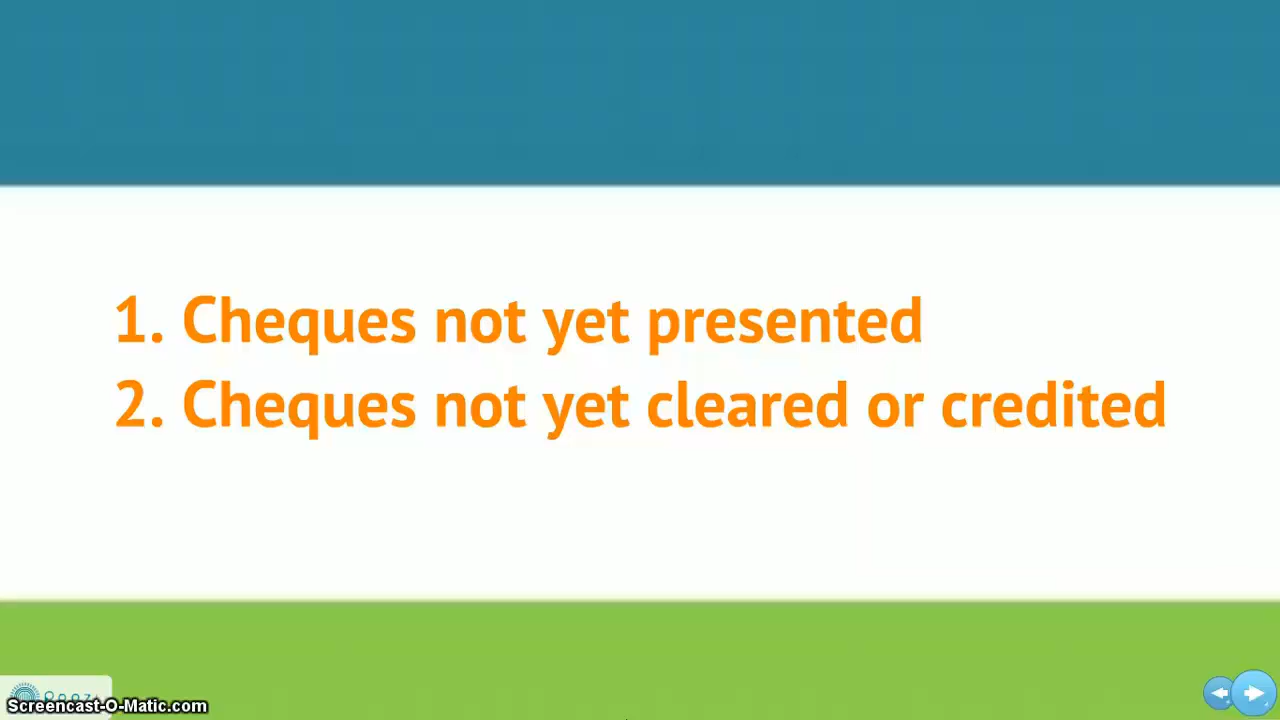 1. Cheques not yet presented
2. Cheques not yet cleared or credited
Screencast-O-Matic.com